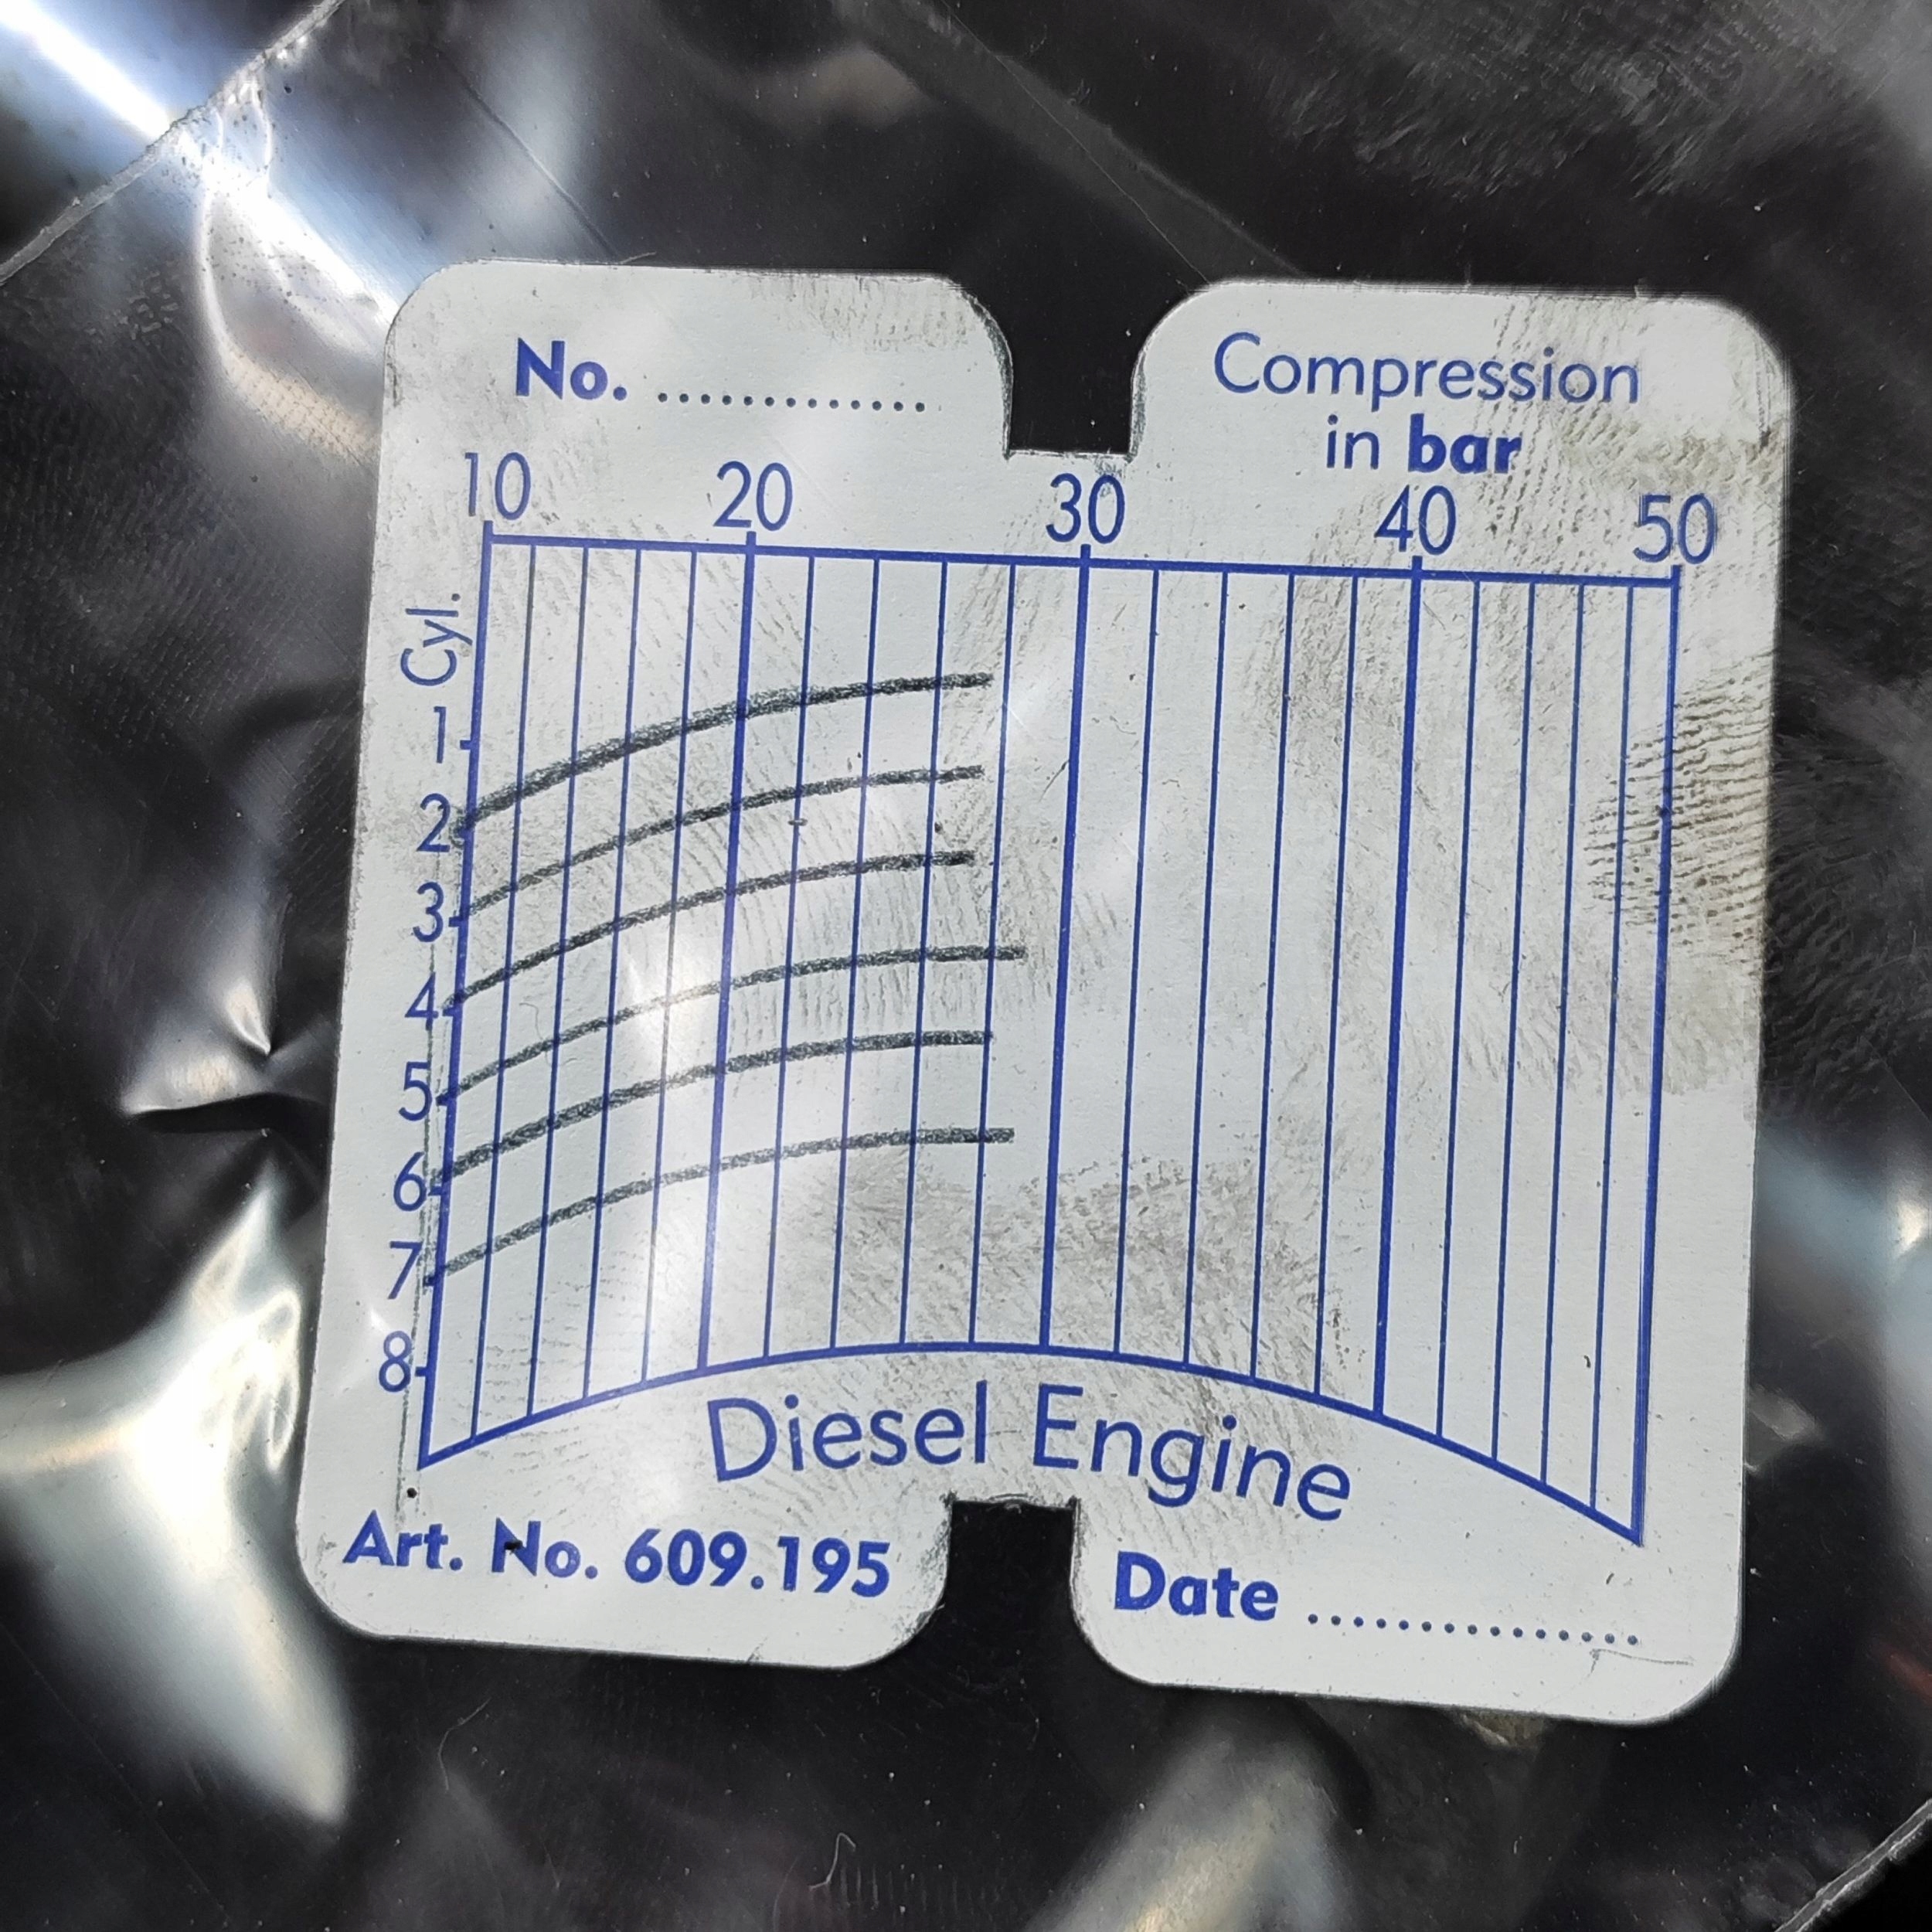 No. .............
Compression
in bar
10 20 30 40 50
Cyl.
1
2
3
4
5
6
7
8
Diesel Engine
Art. No. 609.195
Date ...............